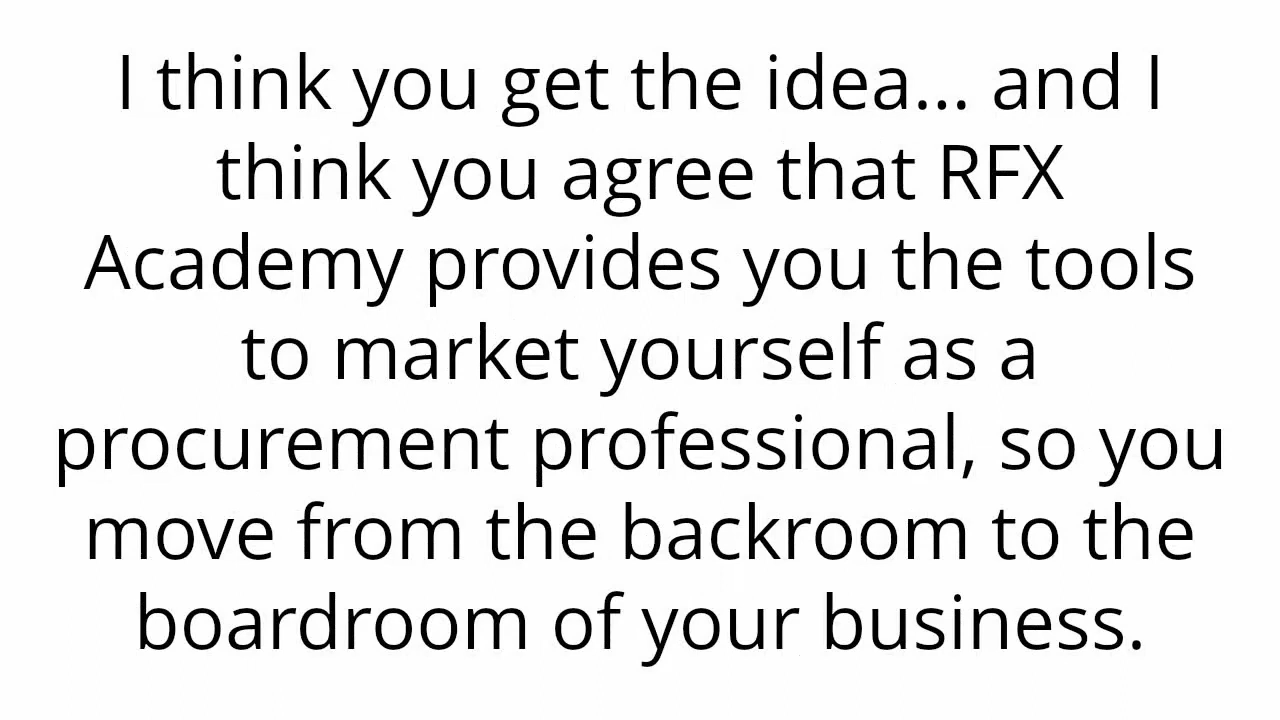 I think you get the idea... and I
think you agree that RFX
Academy provides you the tools
to market yourself as a
procurement professional, so you
move from the backroom to the
boardroom of your business.